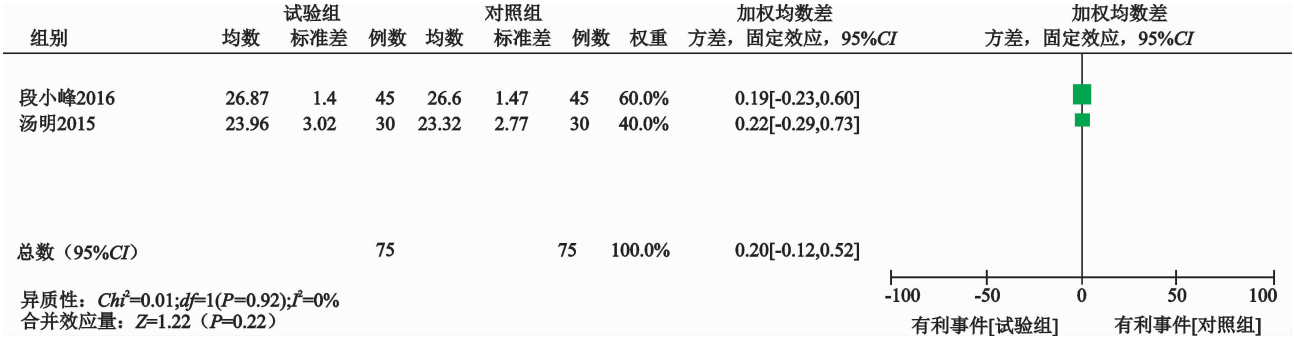 试验组 对照组 加权均数差 加权均数差
组别 均数 标准差 例数 均数 标准差 例数 权重 方差，固定效应，95%CI 方差，固定效应，95%CI
段小峰2016 26.87 1.4 45 26.6 1.47 45 60.0% 0.19[-0.23,0.60]
汤明2015 23.96 3.02 30 23.32 2.77 30 40.0% 0.22[-0.29,0.73]
总数（95%CI） 75 75 100.0% 0.20[-0.12,0.52]
异质性：Chi²=0.01;df=1(P=0.92);I²=0%
合并效应量：Z=1.22（P=0.22）
-100 -50 0 50 100
有利事件[试验组] 有利事件[对照组]